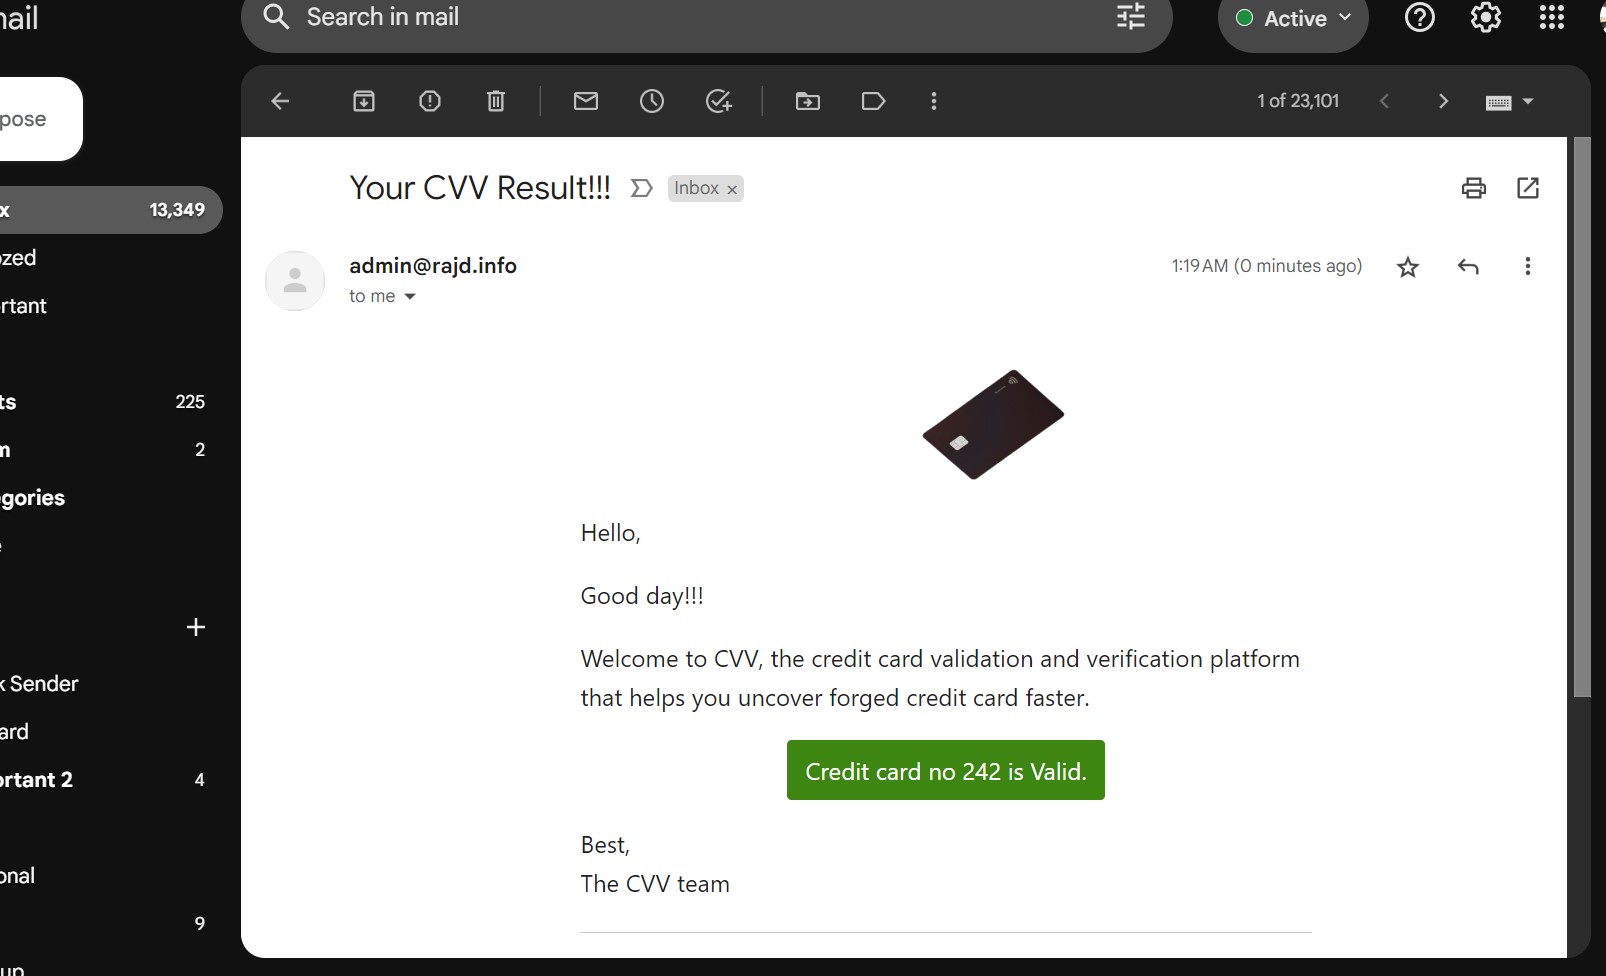 nail
Search in mail
Active
pose
1 of 23,101
Your CVV Result!!!
Inbox ×
x 13,349
admin@rajd.info
1:19 AM (0 minutes ago)
to me
ozed
rtant
ts 225
m 2
egories
e
Hello,
Good day!!!
Welcome to CVV, the credit card validation and verification platform
that helps you uncover forged credit card faster.
k Sender
ard
Credit card no 242 is Valid.
ortant 2 4
Best,
The CVV team
onal
9
up